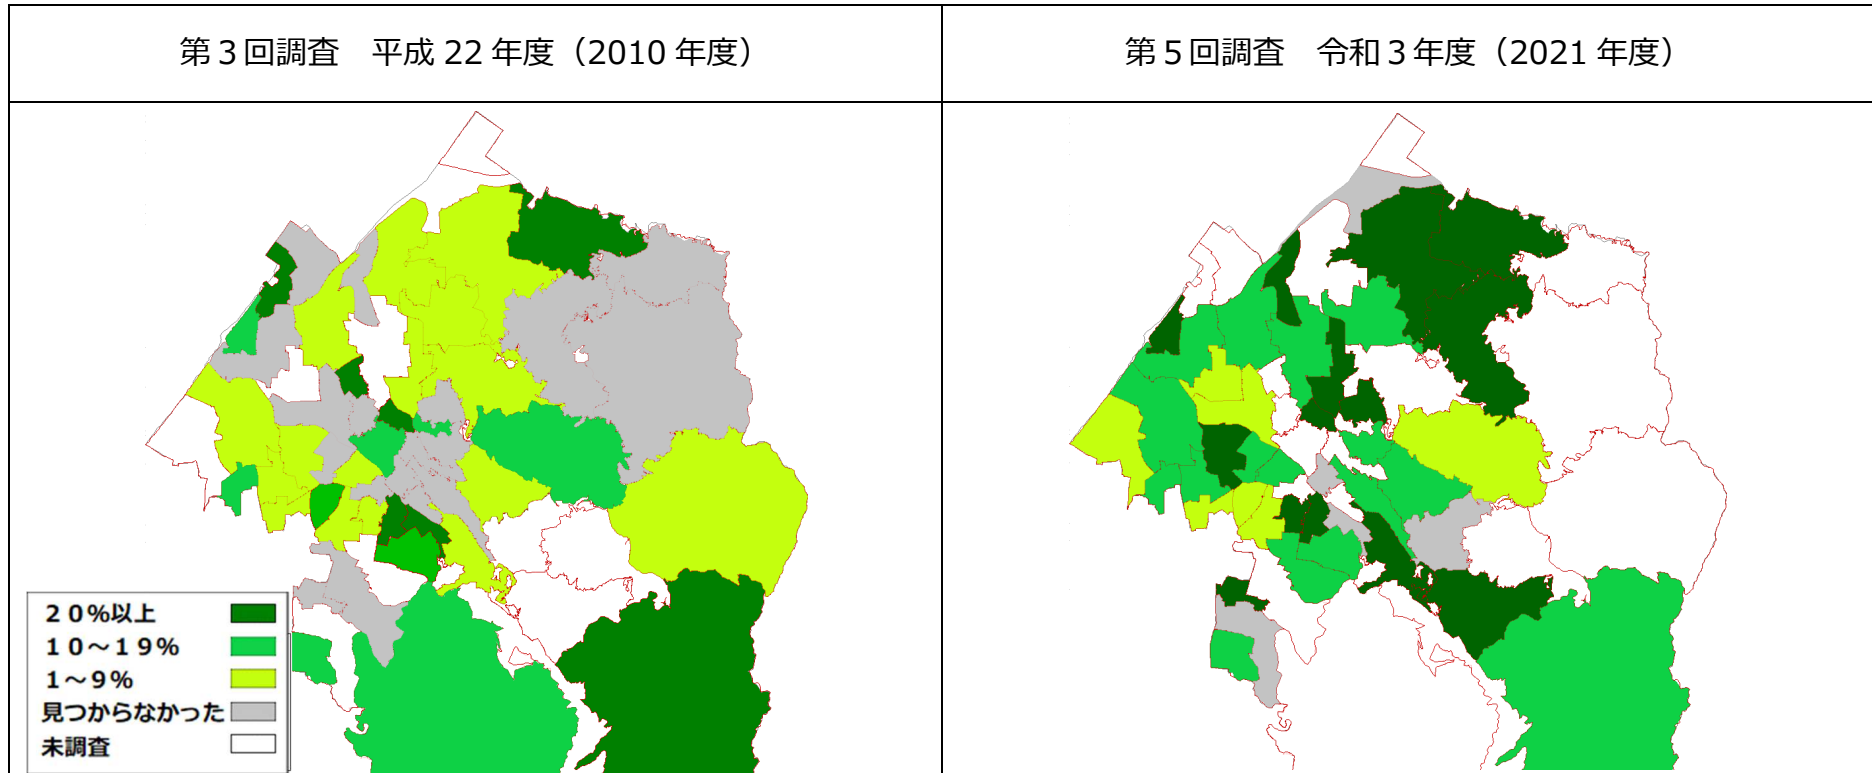 第３回調査　平成 22 年度（2010 年度）
第５回調査　令和３年度（2021 年度）
２０％以上
１０～１９％
１～９％
見つからなかった
未調査